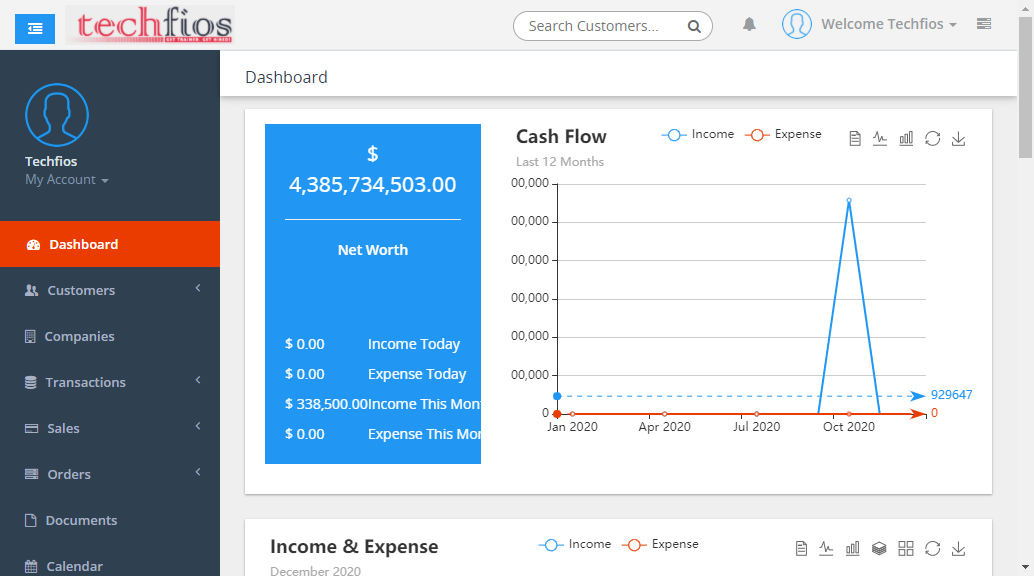 techfios
GET TRAINED. GET HIRED!
Search Customers...
Welcome Techfios
Techfios
My Account
Dashboard
Customers
Companies
Transactions
Sales
Orders
Documents
Calendar
Dashboard
$
4,385,734,503.00
Net Worth
$ 0.00 Income Today
$ 0.00 Expense Today
$ 338,500.00Income This Mon
$ 0.00 Expense This Mor
Cash Flow
Last 12 Months
Income Expense
00,000
00,000
00,000
00,000
00,000
00,000
0
929647
0
Jan 2020 Apr 2020 Jul 2020 Oct 2020
Income & Expense
December 2020
Income Expense